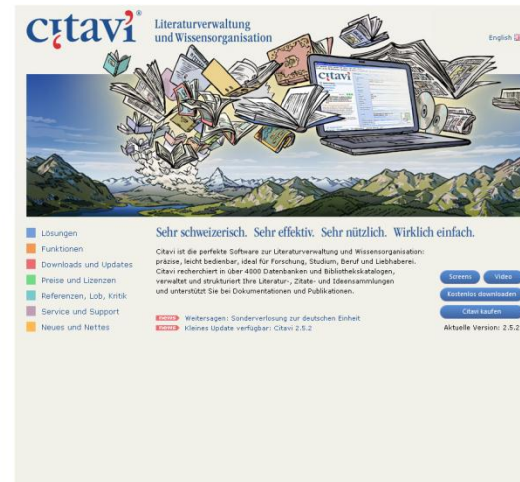 citavi®
Literaturverwaltung
und Wissensorganisation
English
citavi
Lösungen
Funktionen
Downloads und Updates
Preise und Lizenzen
Referenzen, Lob, Kritik
Service und Support
Neues und Nettes
Sehr schweizerisch. Sehr effektiv. Sehr nützlich. Wirklich einfach.
Citavi ist die perfekte Software zur Literaturverwaltung und Wissensorganisation:
präzise, leicht bedienbar, ideal für Forschung, Studium, Beruf und Liebhaberei.
Citavi recherchiert in über 4000 Datenbanken und Bibliothekskatalogen,
verwaltet und strukturiert Ihre Literatur-, Zitate- und Ideensammlungen
und unterstützt Sie bei Dokumentationen und Publikationen.
Weitersagen: Sonderverlosung zur deutschen Einheit
Kleines Update verfügbar: Citavi 2.5.2
Screens
Video
Kostenlos downloaden
Citavi kaufen
Aktuelle Version: 2.5.2